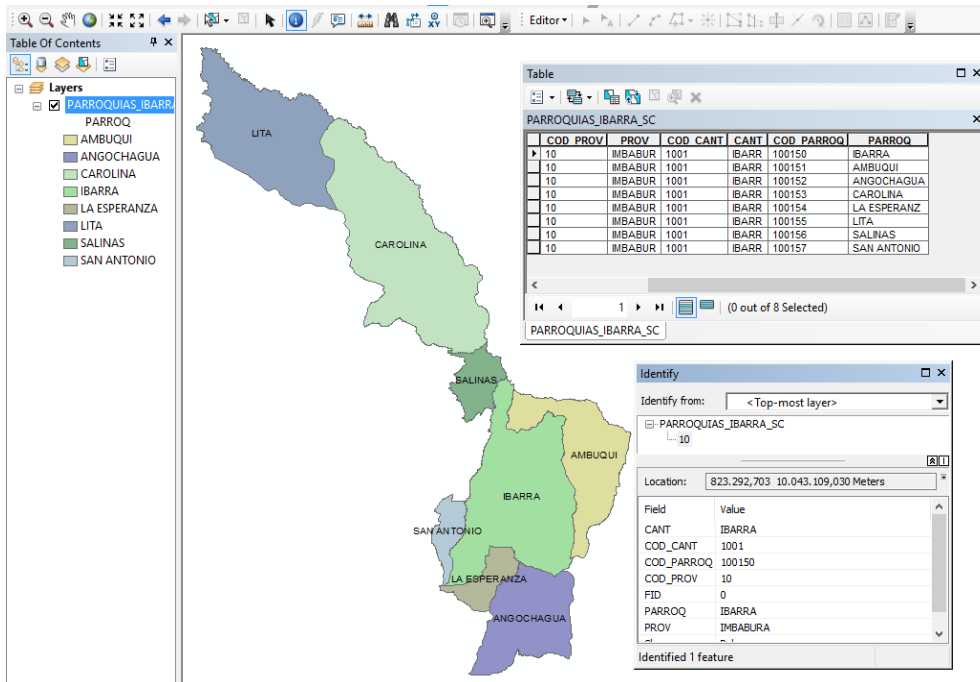 Editor
Table Of Contents
Layers
PARROQUIAS_IBARRA
PARROQ
AMBUQUI
ANGOCHAGUA
CAROLINA
IBARRA
LA ESPERANZA
LITA
SALINAS
SAN ANTONIO
LITA
CAROLINA
SALINAS
AMBUQUI
IBARRA
SAN ANTONIO
LA ESPERANZA
ANGOCHAGUA
Table
PARROQUIAS_IBARRA_SC
COD_PROV PROV COD_CANT CANT COD_PARROQ PARROQ
10 IMBABUR 1001 IBARR 100150 IBARRA
10 IMBABUR 1001 IBARR 100151 AMBUQUI
10 IMBABUR 1001 IBARR 100152 ANGOCHAGUA
10 IMBABUR 1001 IBARR 100153 CAROLINA
10 IMBABUR 1001 IBARR 100154 LA ESPERANZ
10 IMBABUR 1001 IBARR 100155 LITA
10 IMBABUR 1001 IBARR 100156 SALINAS
10 IMBABUR 1001 IBARR 100157 SAN ANTONIO
1 (0 out of 8 Selected)
PARROQUIAS_IBARRA_SC
Identify
Identify from: <Top-most layer>
PARROQUIAS_IBARRA_SC
10
Location: 823.292,703 10.043.109,030 Meters
Field Value
CANT IBARRA
COD_CANT 1001
COD_PARROQ 100150
COD_PROV 10
FID 0
PARROQ IBARRA
PROV IMBABURA
Identified 1 feature